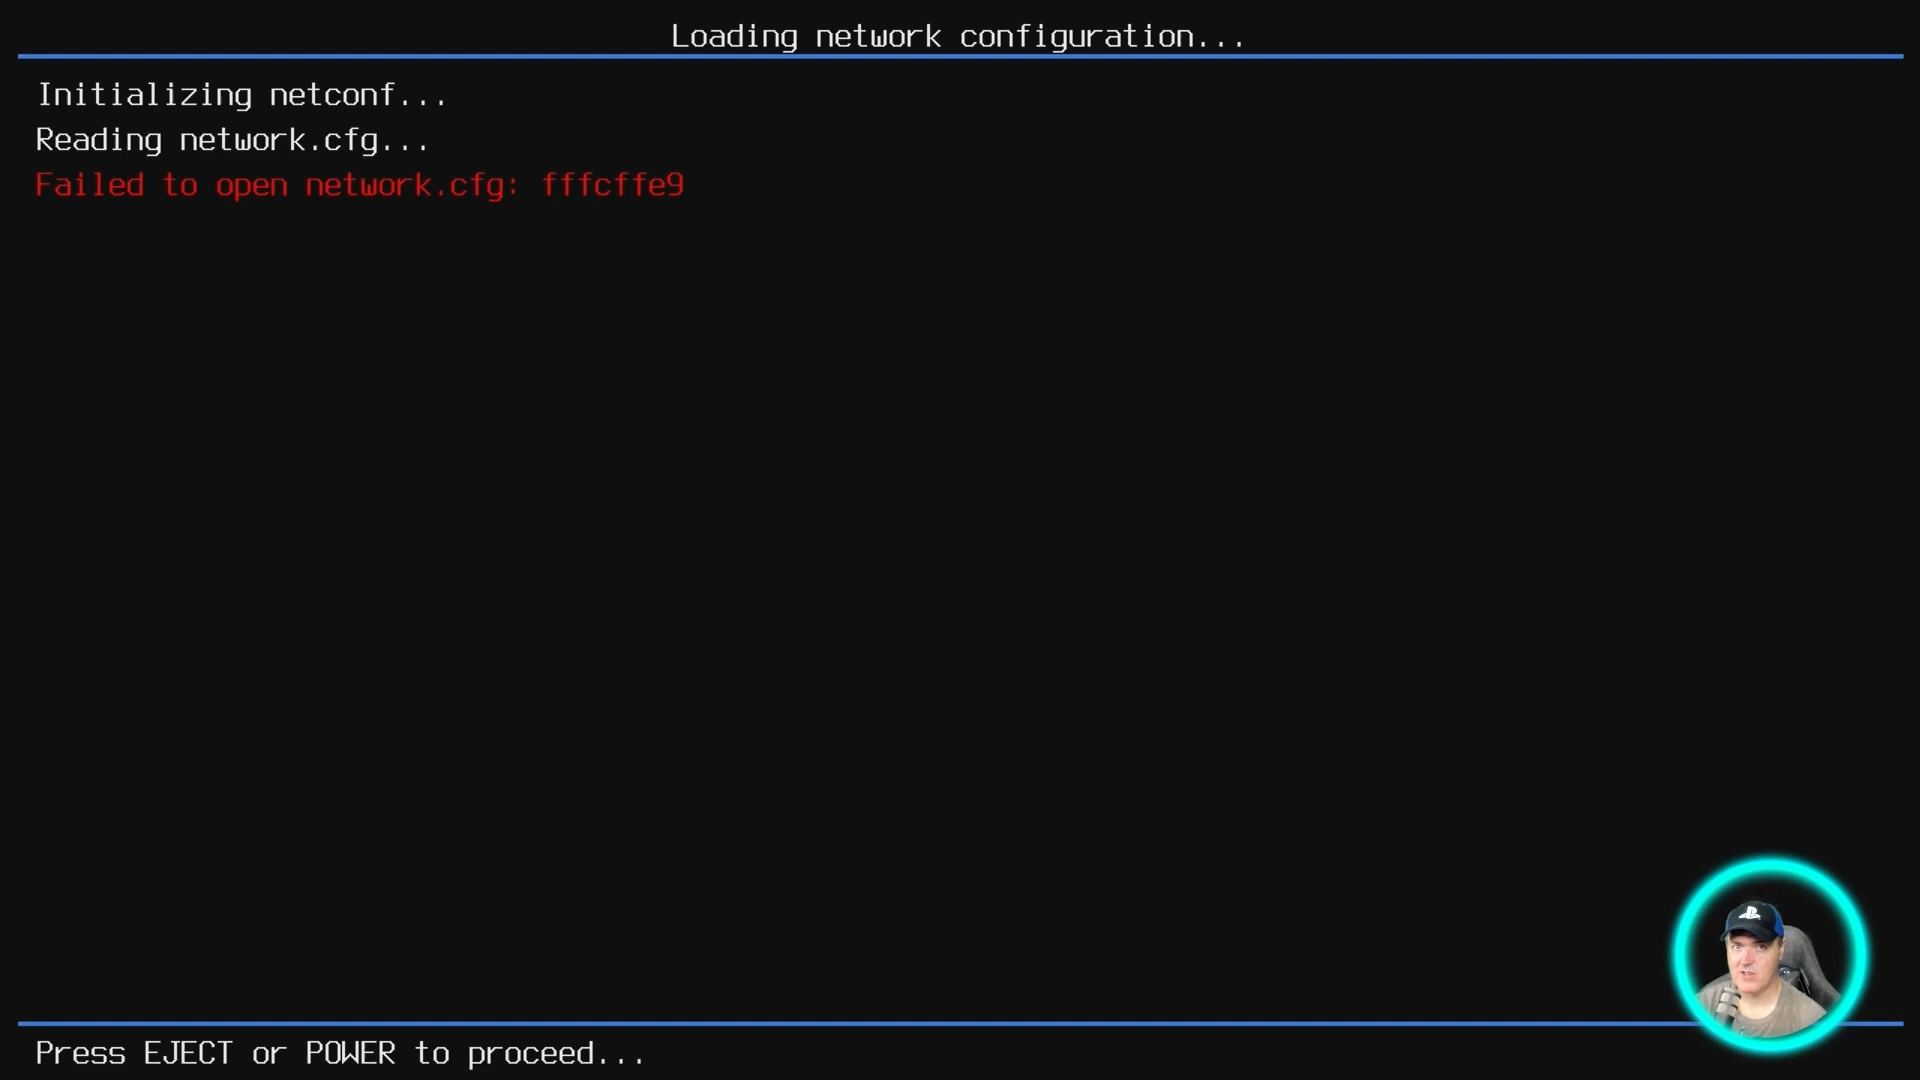 Loading network configuration...
Initializing netconf...
Reading network.cfg...
Failed to open network.cfg: fffcffe9
Press EJECT or POWER to proceed...